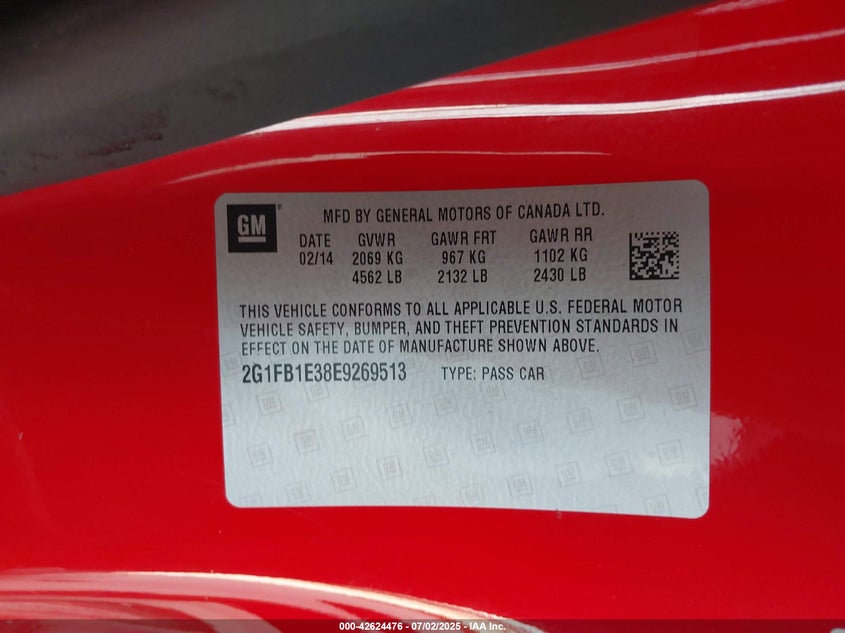 GM ®
MFD BY GENERAL MOTORS OF CANADA LTD.
DATE GVWR GAWR FRT GAWR RR
02/14 2069 KG 967 KG 1102 KG
4562 LB 2132 LB 2430 LB
THIS VEHICLE CONFORMS TO ALL APPLICABLE U.S. FEDERAL MOTOR
VEHICLE SAFETY, BUMPER, AND THEFT PREVENTION STANDARDS IN
EFFECT ON THE DATE OF MANUFACTURE SHOWN ABOVE.
2G1FB1E38E9269513 TYPE: PASS CAR
000-42624476 - 07/02/2025 - IAA Inc.